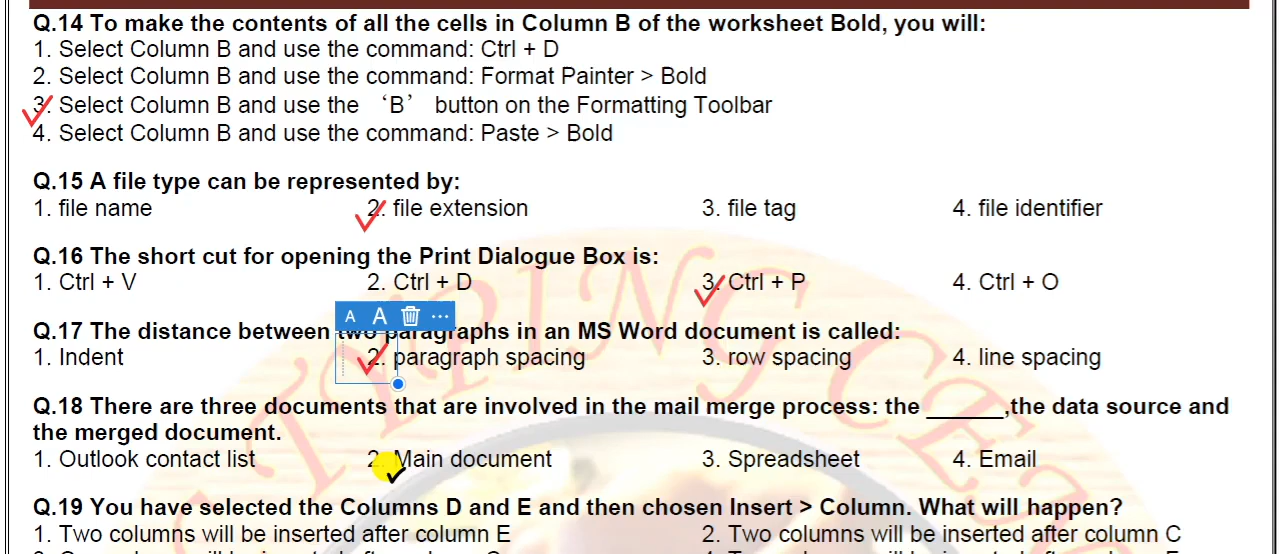 Q.14 To make the contents of all the cells in Column B of the worksheet Bold, you will:
1. Select Column B and use the command: Ctrl + D
2. Select Column B and use the command: Format Painter > Bold
3. Select Column B and use the ‘B’ button on the Formatting Toolbar
4. Select Column B and use the command: Paste > Bold
Q.15 A file type can be represented by:
1. file name 2. file extension 3. file tag 4. file identifier
Q.16 The short cut for opening the Print Dialogue Box is:
1. Ctrl + V 2. Ctrl + D 3. Ctrl + P 4. Ctrl + O
A A ...
Q.17 The distance between two paragraphs in an MS Word document is called:
1. Indent 2. paragraph spacing 3. row spacing 4. line spacing
Q.18 There are three documents that are involved in the mail merge process: the ______,the data source and
the merged document.
1. Outlook contact list 2. Main document 3. Spreadsheet 4. Email
Q.19 You have selected the Columns D and E and then chosen Insert > Column. What will happen?
1. Two columns will be inserted after column E 2. Two columns will be inserted after column C